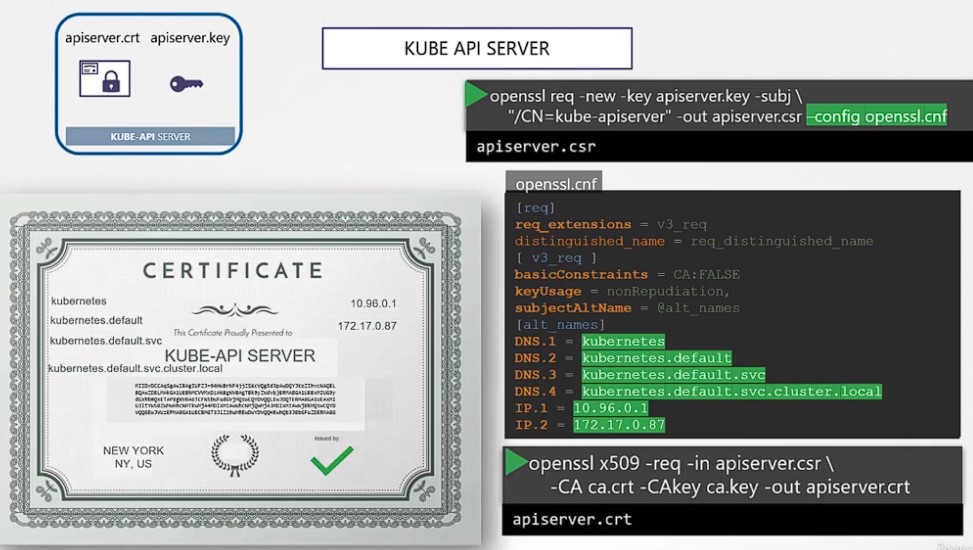 apiserver.crt apiserver.key
KUBE-API SERVER
KUBE API SERVER
openssl req -new -key apiserver.key -subj \
"/CN=kube-apiserver" -out apiserver.csr –config openssl.cnf
apiserver.csr
openssl.cnf
[req]
req_extensions = v3_req
distinguished_name = req_distinguished_name
[ v3_req ]
basicConstraints = CA:FALSE
keyUsage = nonRepudiation,
subjectAltName = @alt_names
[alt_names]
DNS.1 = kubernetes
DNS.2 = kubernetes.default
DNS.3 = kubernetes.default.svc
DNS.4 = kubernetes.default.svc.cluster.local
IP.1 = 10.96.0.1
IP.2 = 172.17.0.87
CERTIFICATE
kubernetes
kubernetes.default
kubernetes.default.svc
kubernetes.default.svc.cluster.local
10.96.0.1
172.17.0.87
This Certificate Proudly Presented to
KUBE-API SERVER
NEW YORK
NY, US
Issued by
openssl x509 -req -in apiserver.csr \
-CA ca.crt -CAkey ca.key -out apiserver.crt
apiserver.crt